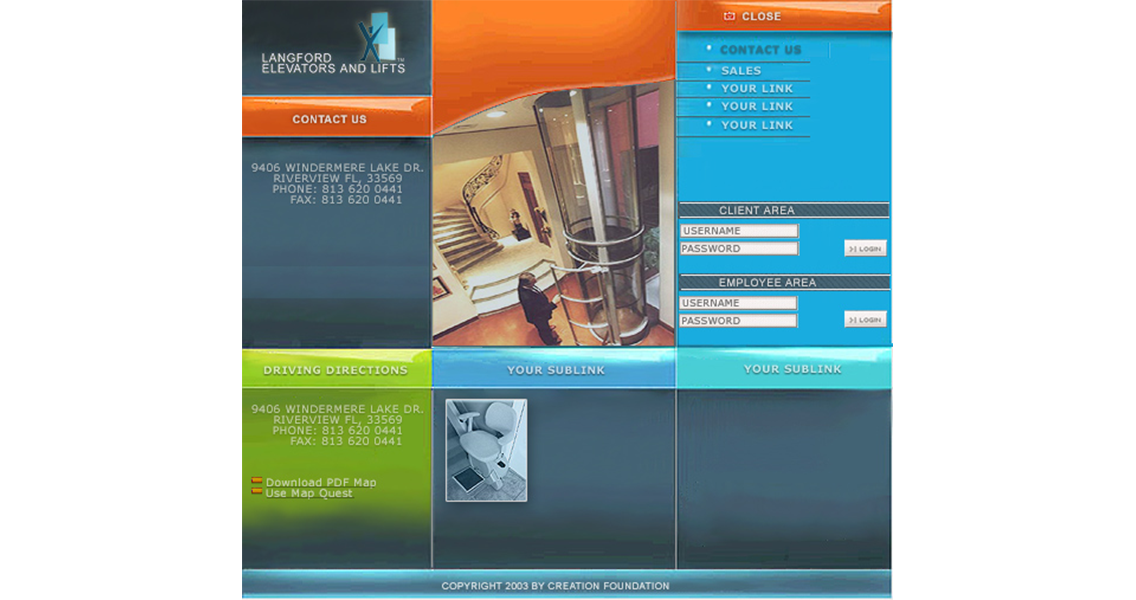 LANGFORD
ELEVATORS AND LIFTS
TM
CONTACT US
9406 WINDERMERE LAKE DR.
RIVERVIEW FL, 33569
PHONE: 813 620 0441
FAX: 813 620 0441
CLOSE
CONTACT US
SALES
YOUR LINK
YOUR LINK
YOUR LINK
CLIENT AREA
USERNAME
PASSWORD
LOGIN
EMPLOYEE AREA
USERNAME
PASSWORD
LOGIN
DRIVING DIRECTIONS
9406 WINDERMERE LAKE DR.
RIVERVIEW FL, 33569
PHONE: 813 620 0441
FAX: 813 620 0441
Download PDF Map
Use Map Quest
YOUR SUBLINK
YOUR SUBLINK
COPYRIGHT 2003 BY CREATION FOUNDATION